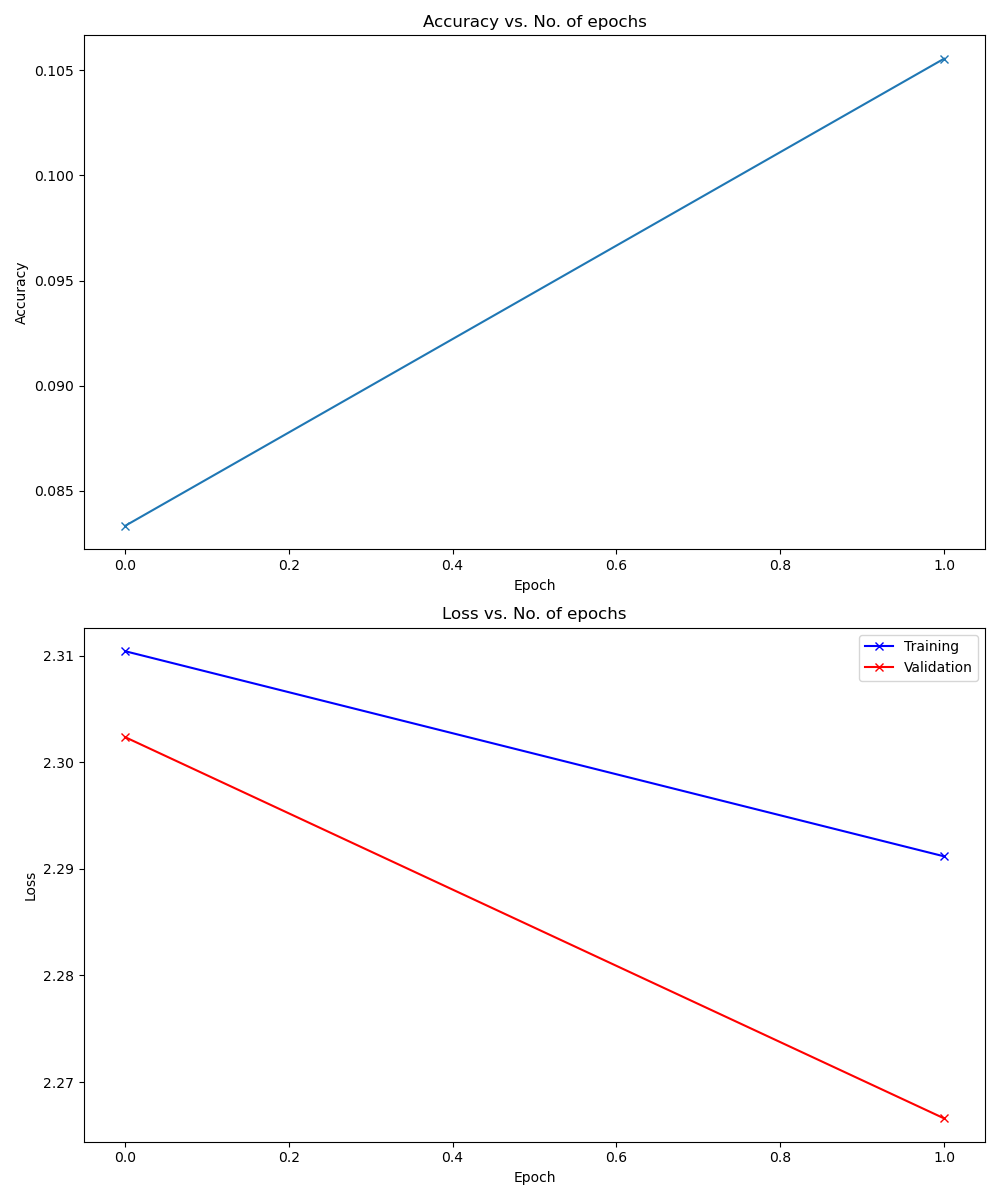 Accuracy vs. No. of epochs
0.105
0.100
0.095
0.090
0.085
Accuracy
0.0 0.2 0.4 0.6 0.8 1.0
Epoch
Loss vs. No. of epochs
Training
Validation
2.31
2.30
2.29
2.28
2.27
Loss
0.0 0.2 0.4 0.6 0.8 1.0
Epoch